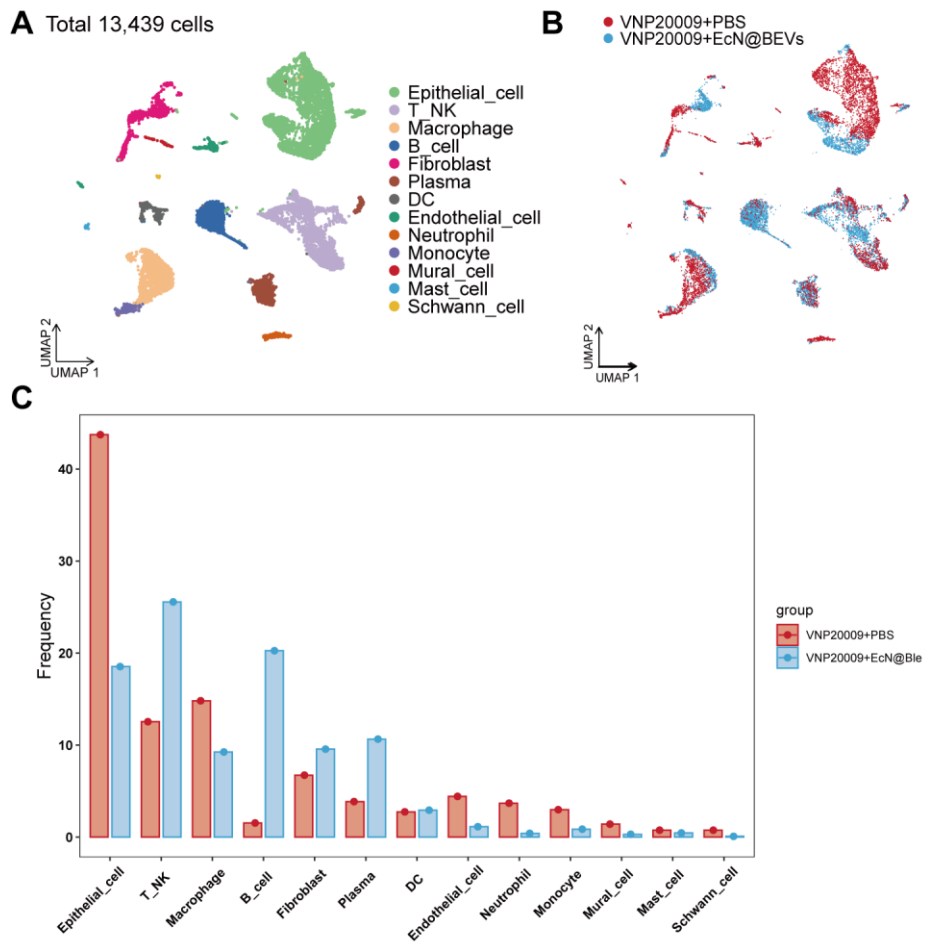 A Total 13,439 cells
Epithelial_cell
T_NK
Macrophage
B_cell
Fibroblast
Plasma
DC
Endothelial_cell
Neutrophil
Monocyte
Mural_cell
Mast_cell
Schwann_cell
UMAP 2
UMAP 1
B
VNP20009+PBS
VNP20009+EcN@BEVs
UMAP 2
UMAP 1
C
Frequency
40
30
20
10
0
Epithelial_cell
T_NK
Macrophage
B_cell
Fibroblast
Plasma
DC
Endothelial_cell
Neutrophil
Monocyte
Mural_cell
Mast_cell
Schwann_cell
group
VNP20009+PBS
VNP20009+EcN@Ble